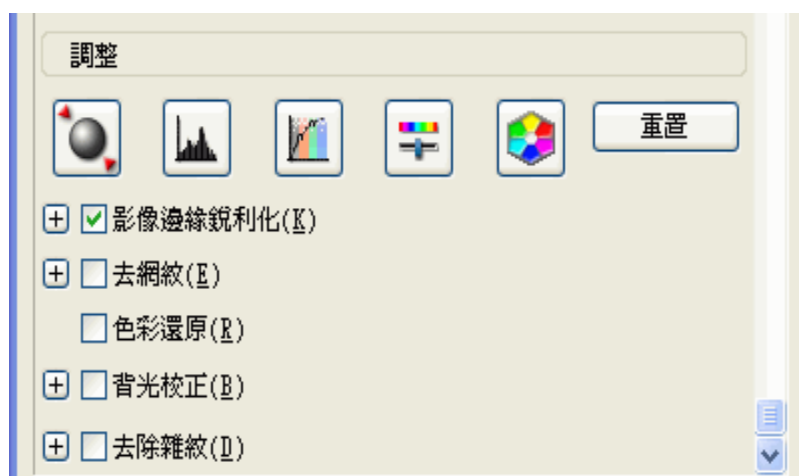 調整
重置
影像邊緣銳利化(K)
去網紋(E)
色彩還原(R)
背光校正(B)
去除雜紋(D)